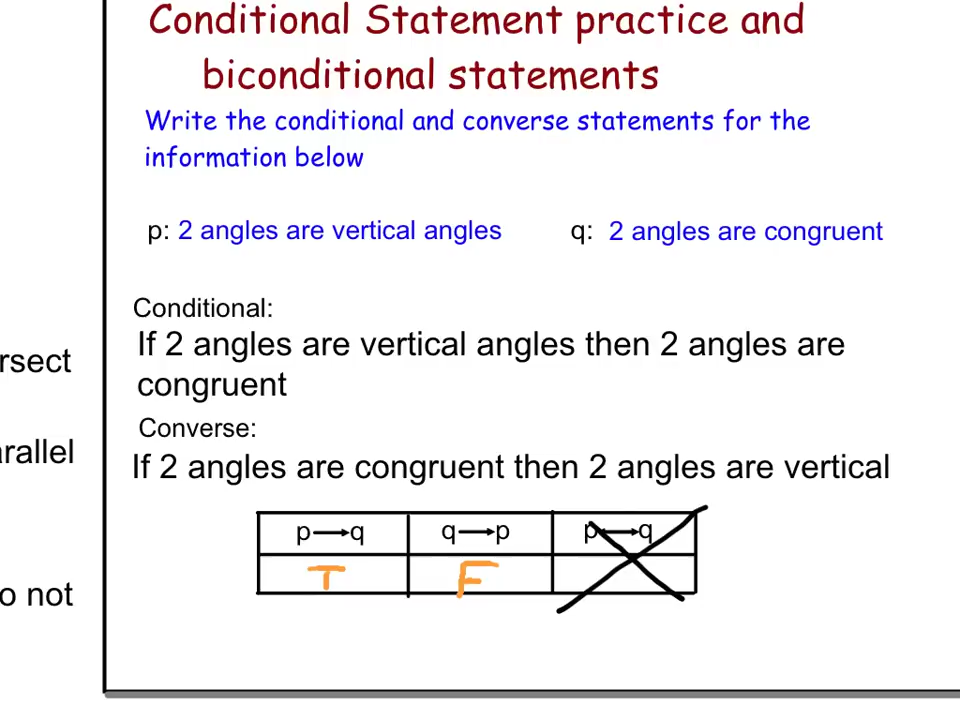 Conditional Statement practice and
biconditional statements
Write the conditional and converse statements for the
information below
p: 2 angles are vertical angles q: 2 angles are congruent
Conditional:
If 2 angles are vertical angles then 2 angles are
congruent
rsect
Converse:
arallel
If 2 angles are congruent then 2 angles are vertical
p→q q→p p→q
T F
o not